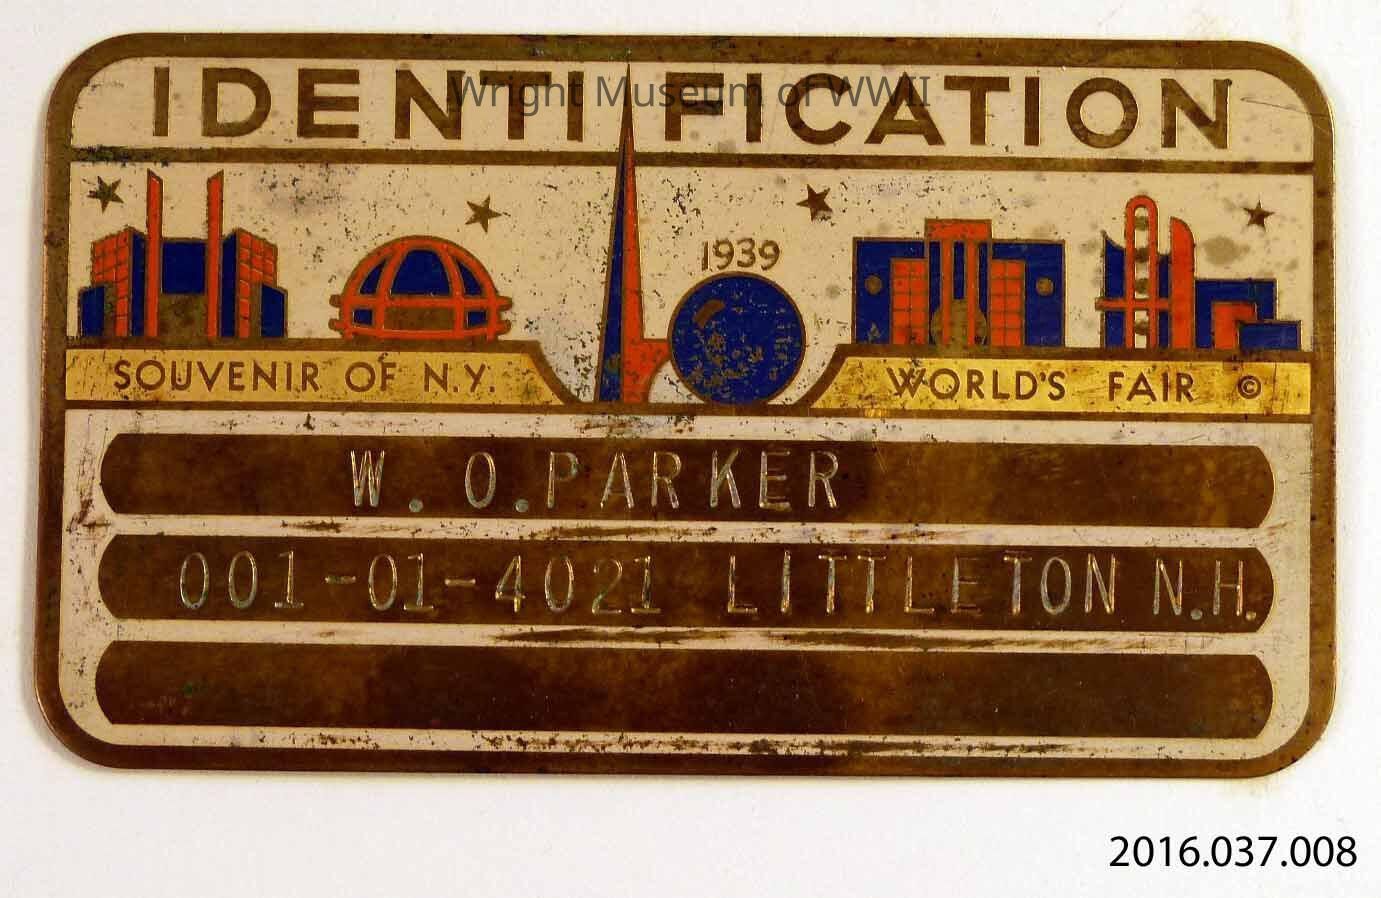 IDENTIFICATION
Wright Museum of WWII
1939
SOUVENIR OF N.Y. WORLD'S FAIR ©
W. O. PARKER
001-01-4021 LITTLETON N.H.
2016.037.008